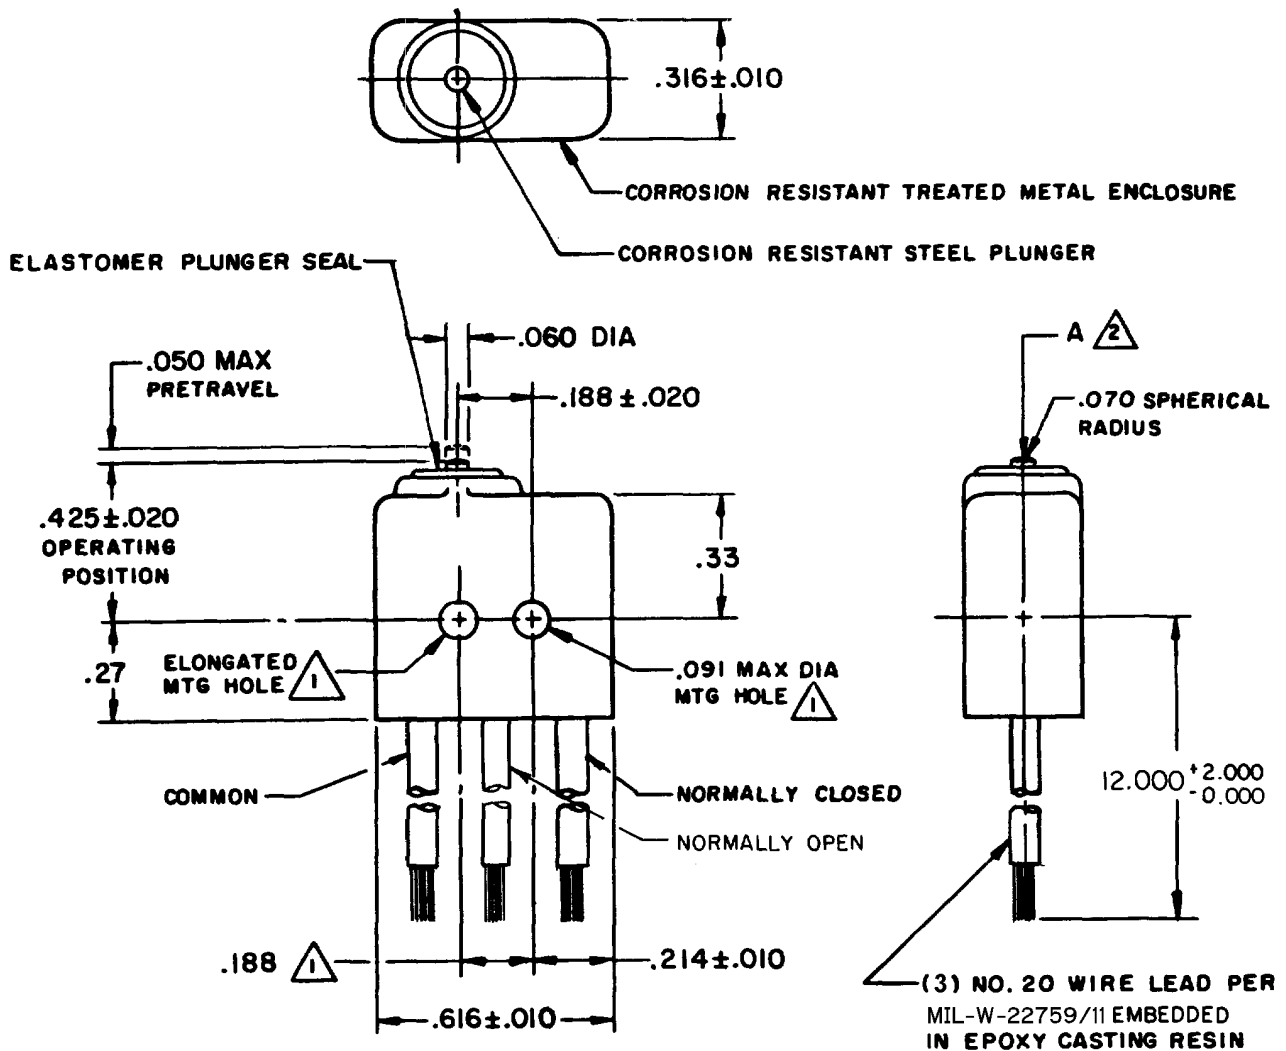 .316±.010
CORROSION RESISTANT TREATED METAL ENCLOSURE
CORROSION RESISTANT STEEL PLUNGER
ELASTOMER PLUNGER SEAL
.060 DIA
A 2
.050 MAX
PRETRAVEL
.188±.020
.070 SPHERICAL
RADIUS
.425±.020
OPERATING
POSITION
.33
.27
ELONGATED
MTG HOLE 1
.091 MAX DIA
MTG HOLE 1
COMMON
NORMALLY CLOSED
NORMALLY OPEN
12.000 +2.000
-0.000
.188 1
.214±.010
.616±.010
(3) NO. 20 WIRE LEAD PER
MIL-W-22759/11 EMBEDDED
IN EPOXY CASTING RESIN